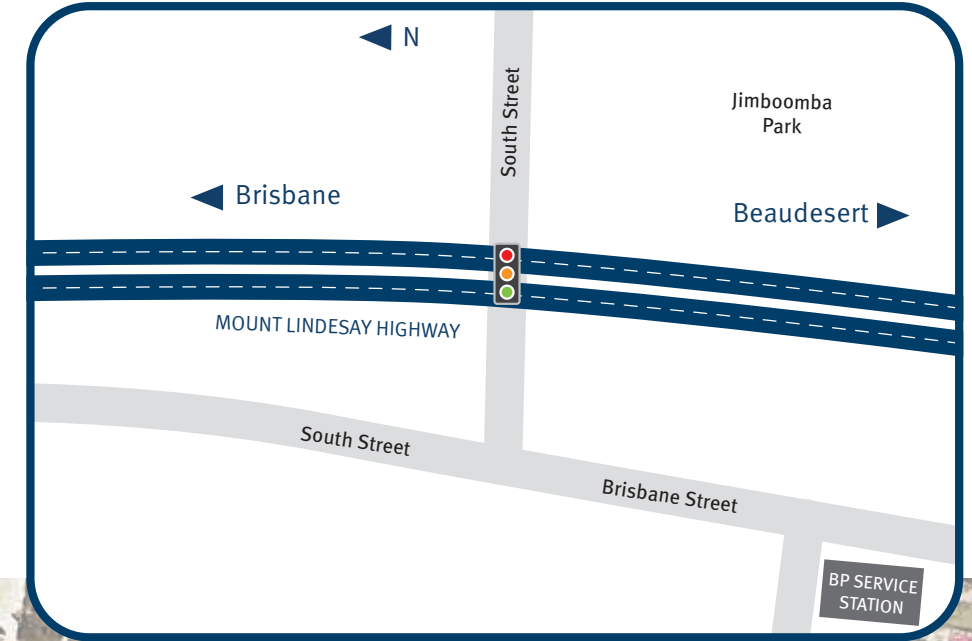 N
South Street
Jimboomba
Park
Brisbane
Beaudesert
MOUNT LINDESAY HIGHWAY
South Street
Brisbane Street
BP SERVICE
STATION